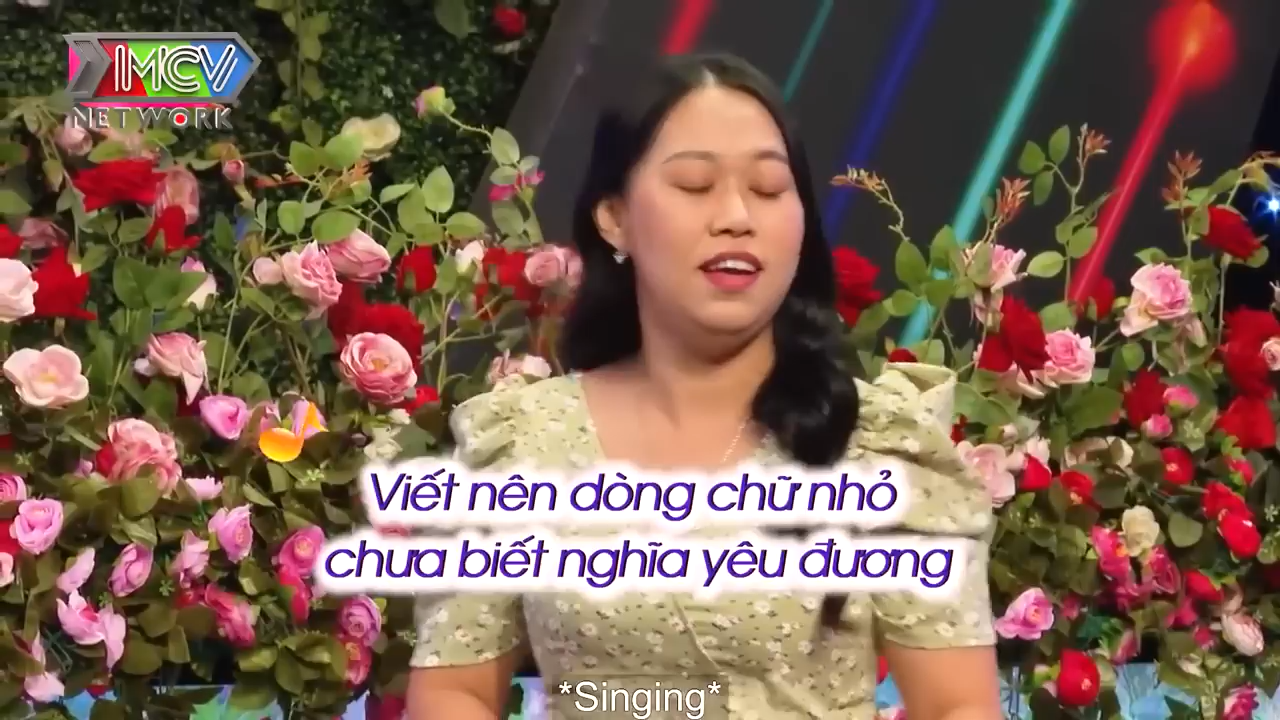 MCV
NETWORK
Viết nên dòng chữ nhỏ
chưa biết nghĩa yêu đương
*Singing*